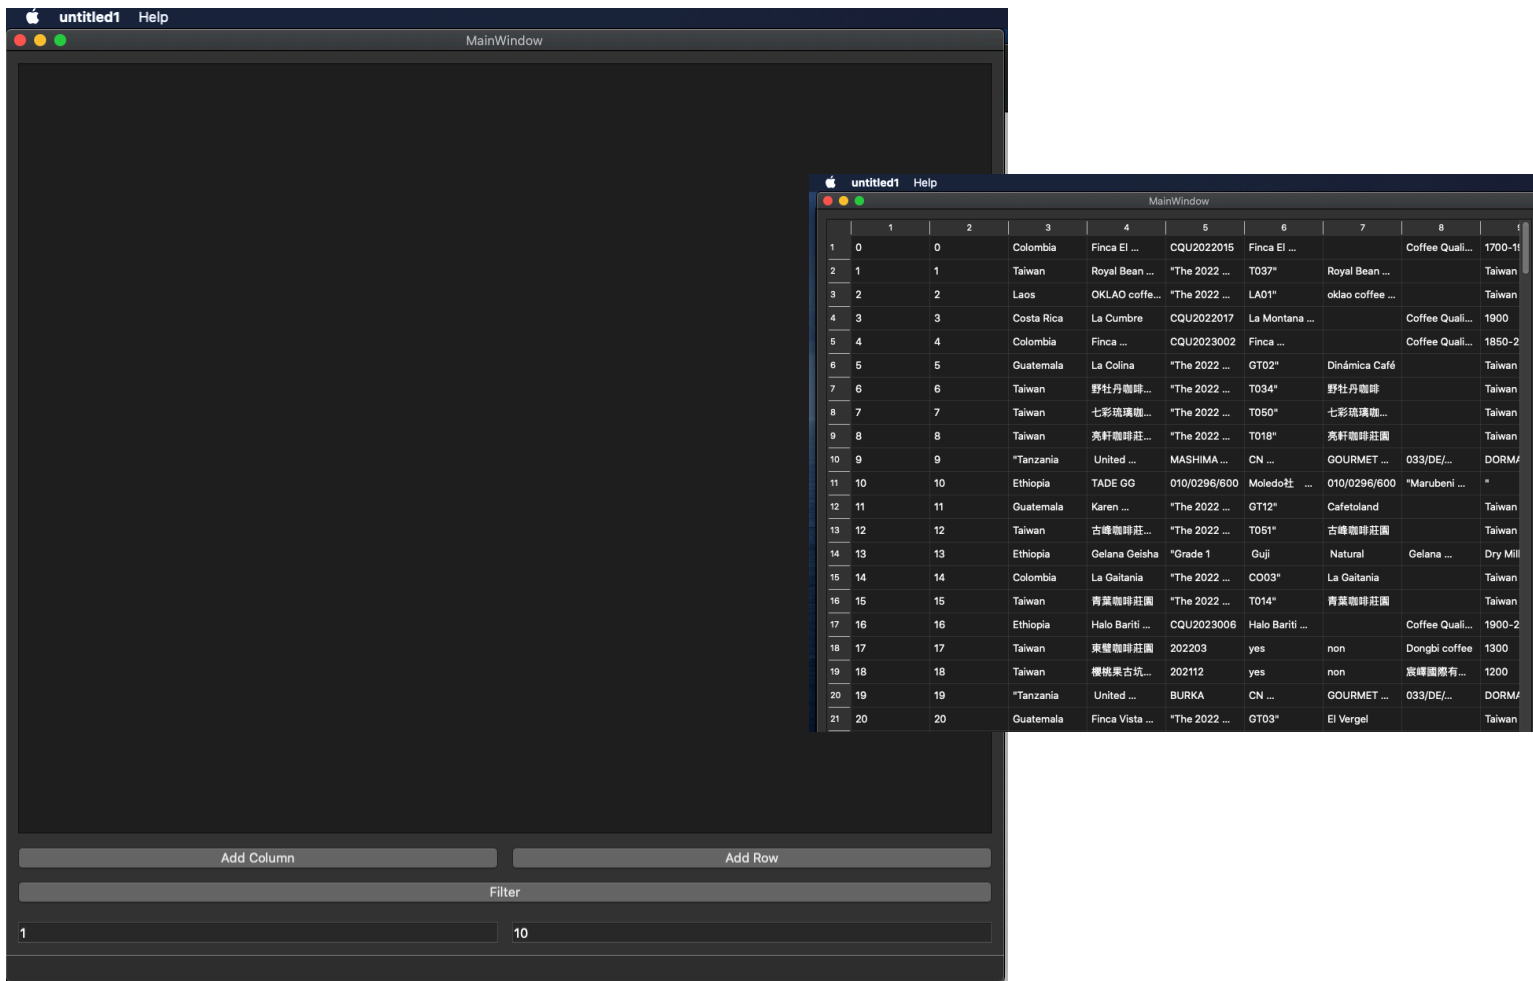 untitled1 Help
MainWindow
Add Column Add Row
Filter
1 10
untitled1 Help
MainWindow
1 2 3 4 5 6 7 8
1 0 0 Colombia Finca El ... CQU2022015 Finca El ... Coffee Quali... 1700-19
2 1 1 Taiwan Royal Bean ... "The 2022 ... T037" Royal Bean ... Taiwan
3 2 2 Laos OKLAO coffe... "The 2022 ... LA01" oklao coffee ... Taiwan
4 3 3 Costa Rica La Cumbre CQU2022017 La Montana ... Coffee Quali... 1900
5 4 4 Colombia Finca ... CQU2023002 Finca ... Coffee Quali... 1850-2
6 5 5 Guatemala La Colina "The 2022 ... GT02" Dinámica Café Taiwan
7 6 6 Taiwan 野牡丹咖啡... "The 2022 ... T034" 野牡丹咖啡 Taiwan
8 7 7 Taiwan 七彩琉璃咖... "The 2022 ... T050" 七彩琉璃咖... Taiwan
9 8 8 Taiwan 亮軒咖啡莊... "The 2022 ... T018" 亮軒咖啡莊園 Taiwan
10 9 9 "Tanzania United ... MASHIMA ... CN ... GOURMET ... 033/DE/... DORMA
11 10 10 Ethiopia TADE GG 010/0296/600 Moledo社 ... 010/0296/600 "Marubeni ... "
12 11 11 Guatemala Karen ... "The 2022 ... GT12" Cafetoland Taiwan
13 12 12 Taiwan 古峰咖啡莊... "The 2022 ... T051" 古峰咖啡莊園 Taiwan
14 13 13 Ethiopia Gelana Geisha "Grade 1 Guji Natural Gelana ... Dry Mill
15 14 14 Colombia La Gaitania "The 2022 ... CO03" La Gaitania Taiwan
16 15 15 Taiwan 青葉咖啡莊園 "The 2022 ... T014" 青葉咖啡莊園 Taiwan
17 16 16 Ethiopia Halo Bariti ... CQU2023006 Halo Bariti ... Coffee Quali... 1900-2
18 17 17 Taiwan 東璧咖啡莊園 202203 yes non Dongbi coffee 1300
19 18 18 Taiwan 櫻桃果古坑... 202112 yes non 宸嶧國際有... 1200
20 19 19 "Tanzania United ... BURKA CN ... GOURMET ... 033/DE/... DORMA
21 20 20 Guatemala Finca Vista ... "The 2022 ... GT03" El Vergel Taiwan